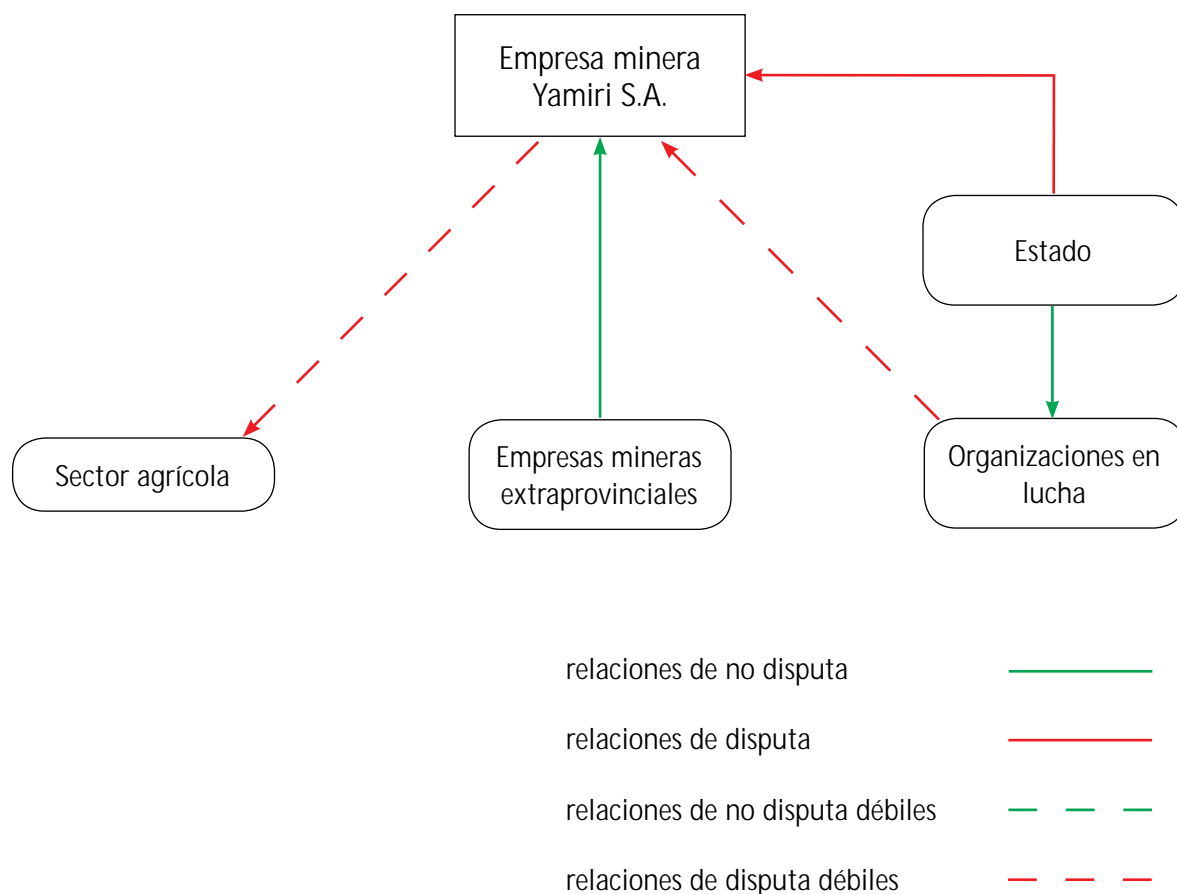 Empresa minera
Yamiri S.A.
Estado
Sector agrícola
Empresas mineras
extraprovinciales
Organizaciones en
lucha
relaciones de no disputa
relaciones de disputa
relaciones de no disputa débiles
relaciones de disputa débiles